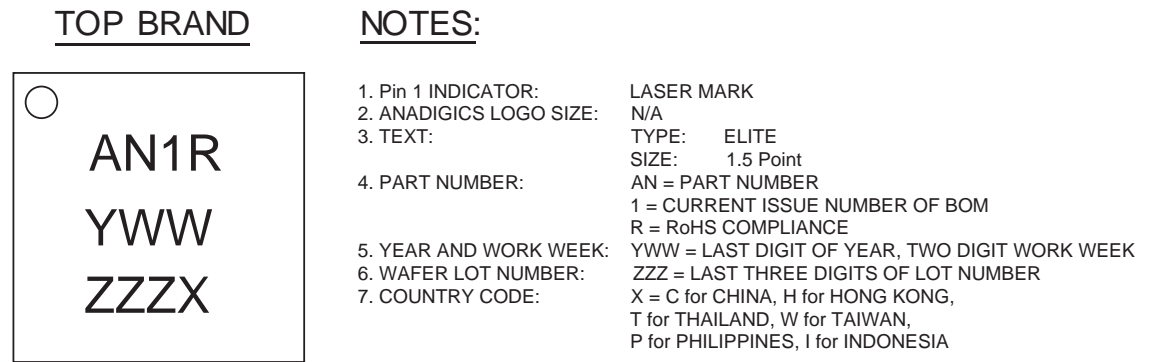 TOP BRAND
NOTES:
AN1R
YWW
ZZZX
1. Pin 1 INDICATOR: LASER MARK
2. ANADIGICS LOGO SIZE: N/A
3. TEXT: TYPE: ELITE
SIZE: 1.5 Point
4. PART NUMBER: AN = PART NUMBER
1 = CURRENT ISSUE NUMBER OF BOM
R = RoHS COMPLIANCE
5. YEAR AND WORK WEEK: YWW = LAST DIGIT OF YEAR, TWO DIGIT WORK WEEK
6. WAFER LOT NUMBER: ZZZ = LAST THREE DIGITS OF LOT NUMBER
7. COUNTRY CODE: X = C for CHINA, H for HONG KONG,
T for THAILAND, W for TAIWAN,
P for PHILIPPINES, I for INDONESIA